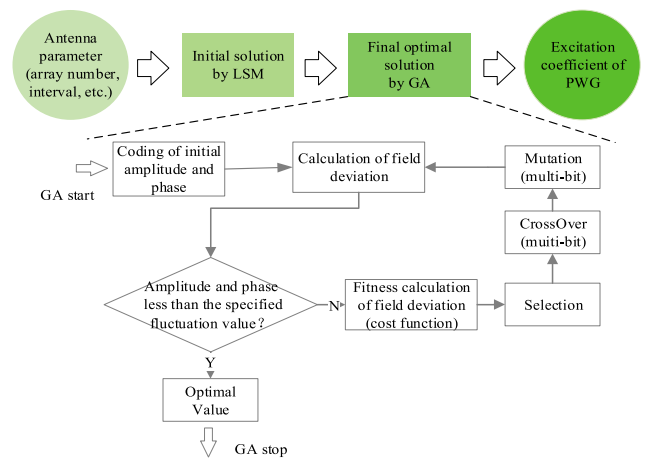 Antenna
parameter
(array number,
interval, etc.)
Initial solution
by LSM
Final optimal
solution
by GA
Excitation
coefficient of
PWG
GA start
Coding of initial
amplitude and
phase
Calculation of field
deviation
Mutation
(multi-bit)
CrossOver
(muiti-bit)
Amplitude and phase
less than the specified
fluctuation value?
N
Fitness calculation
of field deviation
(cost function)
Selection
Y
Optimal
Value
GA stop